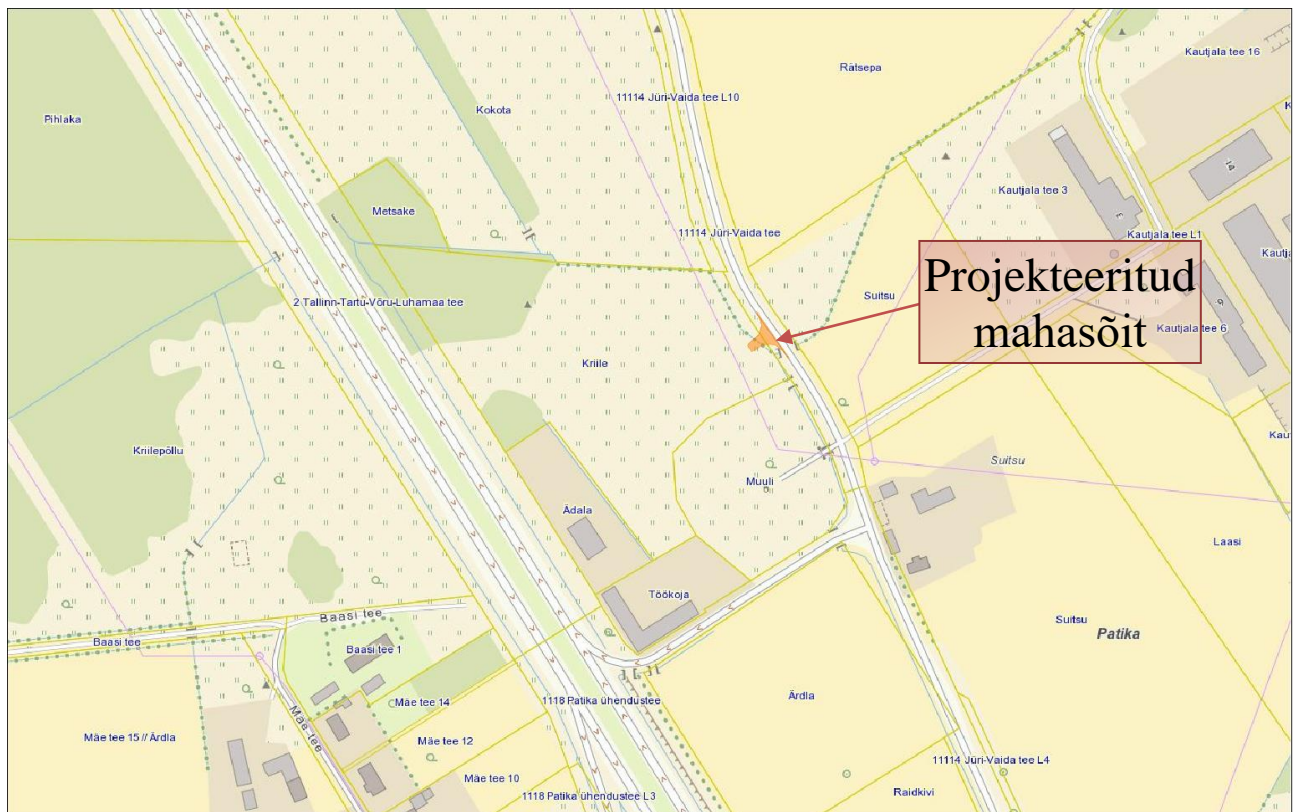 Kautjala tee 16
Rätsepa
11114 Jüri-Vaida tee L10
Kokota
Pihlaka
14
Kautjala tee 3
3
Metsake
11114 Jüri-Vaida tee
Kautjala tee L1
Projekteeritud
mahasõit
Suitsu
2 Tallinn-Tartu-Võru-Luhamaa tee
6
Kautjala tee 6
Kriile
Kriilepõllu
Suitsu
Muuli
Ädala
Laasi
Töökoja
Baasi tee
Suitsu
Baasi tee
Baasi tee 1
Patika
Mäe tee 14
1118 Patika ühendustee
Ärdla
Mäe tee
Mäe tee 15 // Ärdla
Mäe tee 12
11114 Jüri-Vaida tee L4
Mäe tee 10
Raidkivi
1118 Patika ühendustee L3